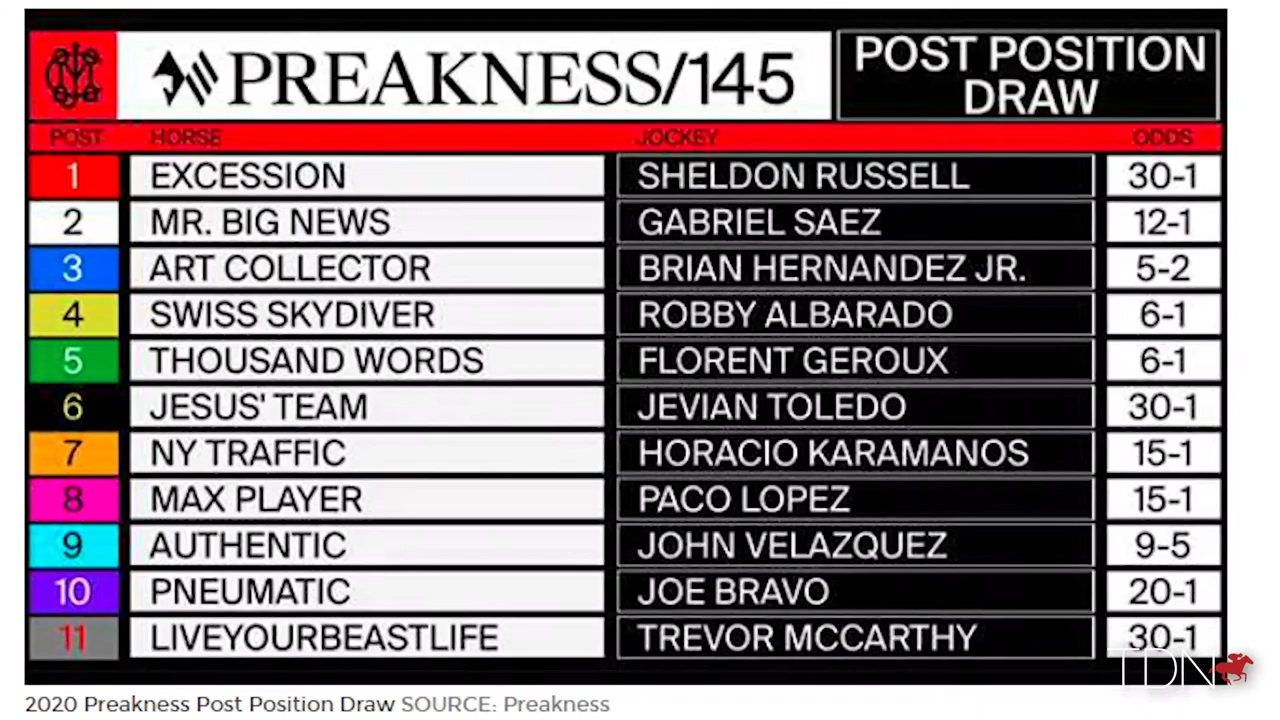 PREAKNESS/145
POST POSITION
DRAW
POST HORSE JOCKEY ODDS
1 EXCESSION SHELDON RUSSELL 30-1
2 MR. BIG NEWS GABRIEL SAEZ 12-1
3 ART COLLECTOR BRIAN HERNANDEZ JR. 5-2
4 SWISS SKYDIVER ROBBY ALBARADO 6-1
5 THOUSAND WORDS FLORENT GEROUX 6-1
6 JESUS' TEAM JEVIAN TOLEDO 30-1
7 NY TRAFFIC HORACIO KARAMANOS 15-1
8 MAX PLAYER PACO LOPEZ 15-1
9 AUTHENTIC JOHN VELAZQUEZ 9-5
10 PNEUMATIC JOE BRAVO 20-1
11 LIVEYOURBEASTLIFE TREVOR MCCARTHY 30-1
TDN
2020 Preakness Post Position Draw SOURCE: Preakness